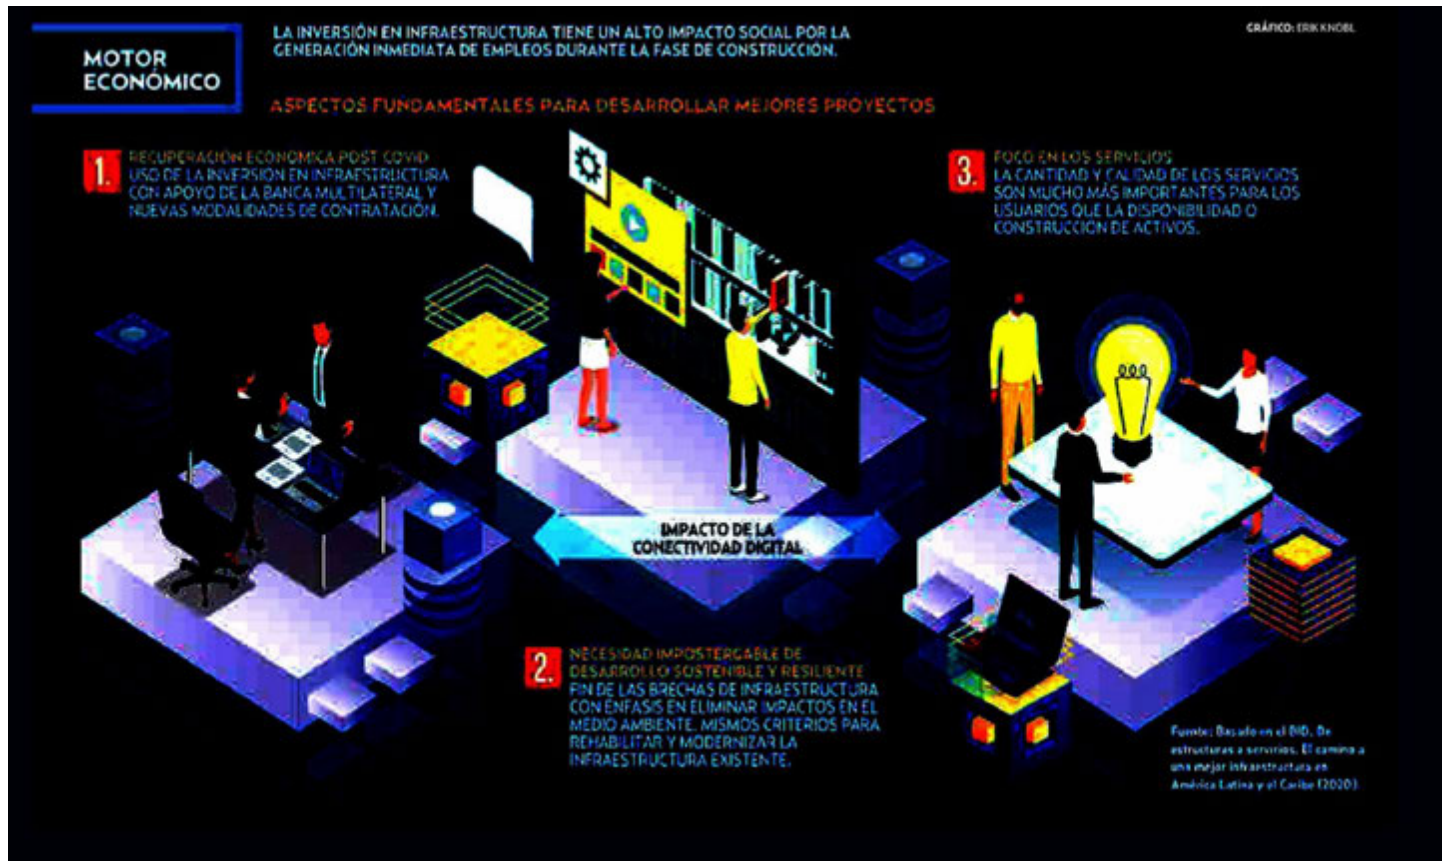 MOTOR
ECONÓMICO
LA INVERSIÓN EN INFRAESTRUCTURA TIENE UN ALTO IMPACTO SOCIAL POR LA
GENERACIÓN INMEDIATA DE EMPLEOS DURANTE LA FASE DE CONSTRUCCIÓN.
GRÁFICO: ERIK KNOBL
ASPECTOS FUNDAMENTALES PARA DESARROLLAR MEJORES PROYECTOS
1.
RECUPERACIÓN ECONÓMICA POST COVID
USO DE LA INVERSIÓN EN INFRAESTRUCTURA
CON APOYO DE LA BANCA MULTILATERAL Y
NUEVAS MODALIDADES DE CONTRATACIÓN.
3.
FOCO EN LOS SERVICIOS
LA CANTIDAD Y CALIDAD DE LOS SERVICIOS
SON MUCHO MÁS IMPORTANTES PARA LOS
USUARIOS QUE LA DISPONIBILIDAD O
CONSTRUCCIÓN DE ACTIVOS.
IMPACTO DE LA
CONECTIVIDAD DIGITAL
2.
NECESIDAD IMPOSTERGABLE DE
DESARROLLO SOSTENIBLE Y RESILIENTE
FIN DE LAS BRECHAS DE INFRAESTRUCTURA
CON ÉNFASIS EN ELIMINAR IMPACTOS EN EL
MEDIO AMBIENTE. MISMOS CRITERIOS PARA
REHABILITAR Y MODERNIZAR LA
INFRAESTRUCTURA EXISTENTE.
Fuente: Basado en el BID. De
estructuras a servicios. El camino a
una mejor infraestructura en
América Latina y el Caribe (2020).